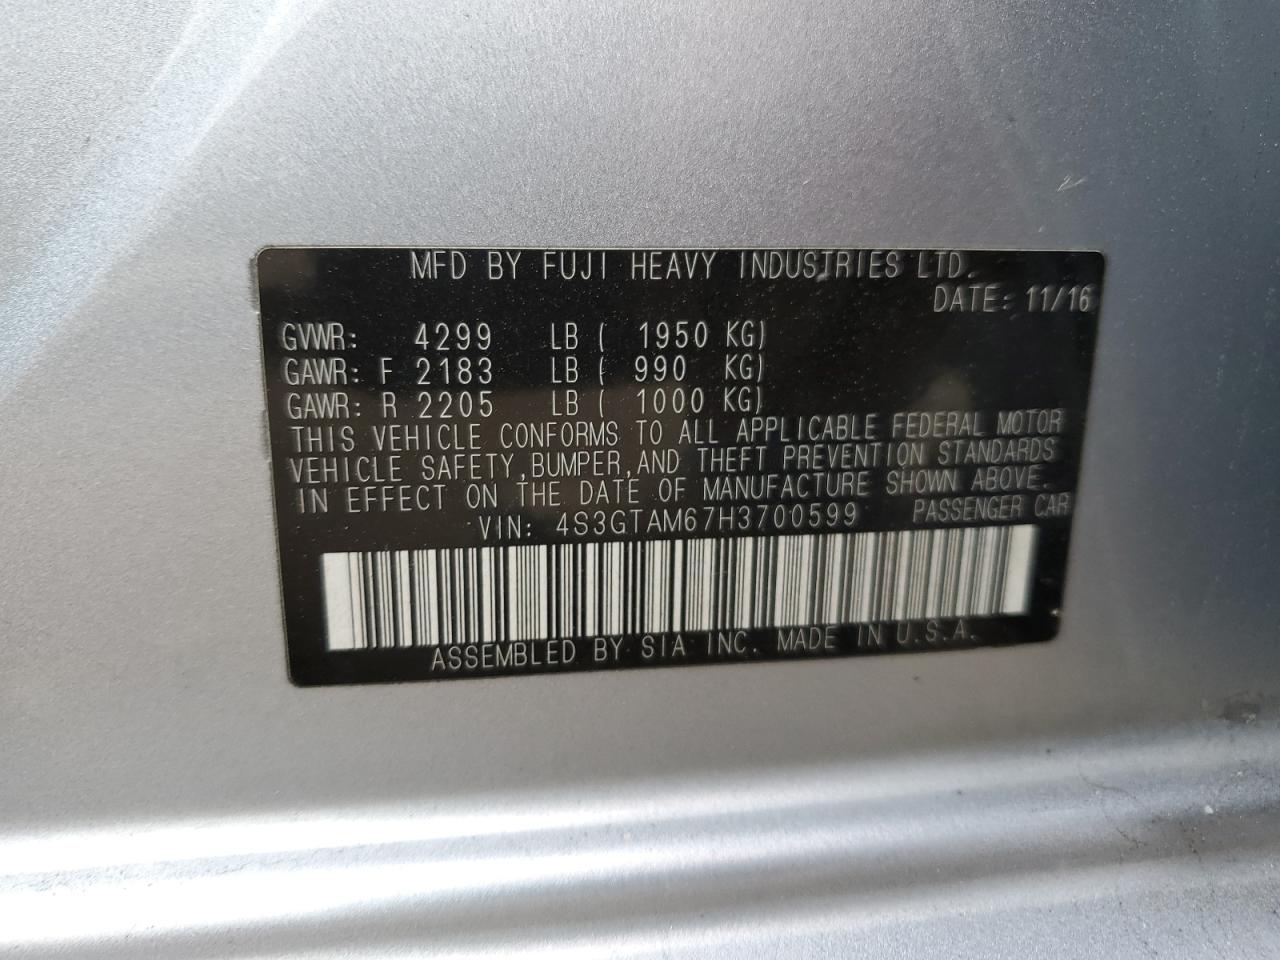 MFD BY FUJI HEAVY INDUSTRIES LTD.
DATE: 11/16
GVWR: 4299 LB ( 1950 KG)
GAWR: F 2183 LB ( 990 KG)
GAWR: R 2205 LB ( 1000 KG)
THIS VEHICLE CONFORMS TO ALL APPLICABLE FEDERAL MOTOR
VEHICLE SAFETY,BUMPER,AND THEFT PREVENTION STANDARDS
IN EFFECT ON THE DATE OF MANUFACTURE SHOWN ABOVE.
VIN: 4S3GTAM67H3700599 PASSENGER CAR
ASSEMBLED BY SIA INC. MADE IN U.S.A.